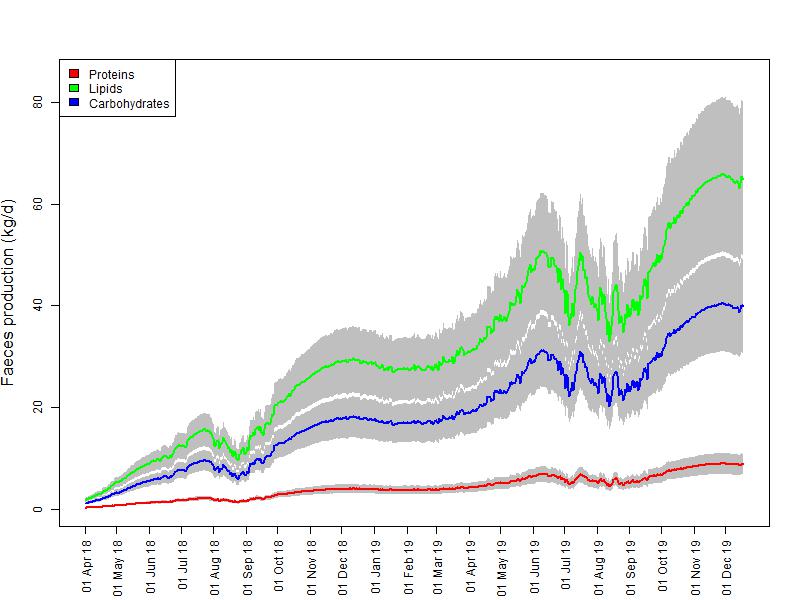 Proteins
Lipids
Carbohydrates
Faeces production (kg/d)
80
60
40
20
0
01 Apr 18
01 May 18
01 Jun 18
01 Jul 18
01 Aug 18
01 Sep 18
01 Oct 18
01 Nov 18
01 Dec 18
01 Jan 19
01 Feb 19
01 Mar 19
01 Apr 19
01 May 19
01 Jun 19
01 Jul 19
01 Aug 19
01 Sep 19
01 Oct 19
01 Nov 19
01 Dec 19